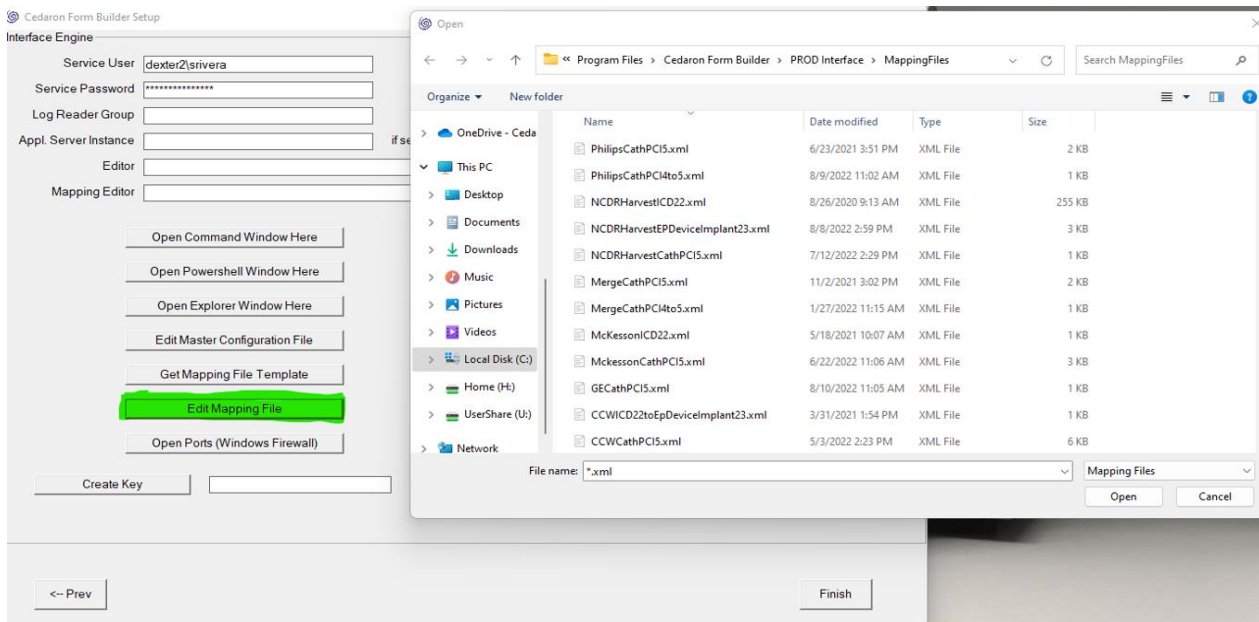 Cedaron Form Builder Setup
Interface Engine
Service User dexter2\srivera
Service Password ***************
Log Reader Group
Appl. Server Instance if se
Editor
Mapping Editor
Open Command Window Here
Open Powershell Window Here
Open Explorer Window Here
Edit Master Configuration File
Get Mapping File Template
Edit Mapping File
Open Ports (Windows Firewall)
Create Key
<-- Prev
Finish
Open
« Program Files > Cedaron Form Builder > PROD Interface > MappingFiles
Search MappingFiles
Organize
New folder
OneDrive - Ceda
This PC
Desktop
Documents
Downloads
Music
Pictures
Videos
Local Disk (C:)
Home (H:)
UserShare (U:)
Network
Name Date modified Type Size
PhilipsCathPCI5.xml 6/23/2021 3:51 PM XML File 2 KB
PhilipsCathPCI4to5.xml 8/9/2022 11:02 AM XML File 1 KB
NCDRHarvestICD22.xml 8/26/2020 9:13 AM XML File 255 KB
NCDRHarvestEPDeviceImplant23.xml 8/8/2022 2:59 PM XML File 3 KB
NCDRHarvestCathPCI5.xml 7/12/2022 2:29 PM XML File 1 KB
MergeCathPCI5.xml 11/2/2021 3:02 PM XML File 2 KB
MergeCathPCI4to5.xml 1/27/2022 11:15 AM XML File 1 KB
McKessonICD22.xml 5/18/2021 10:07 AM XML File 1 KB
MckessonCathPCI5.xml 6/22/2022 11:06 AM XML File 3 KB
GECathPCI5.xml 8/10/2022 11:05 AM XML File 1 KB
CCWICD22toEpDeviceImplant23.xml 3/31/2021 1:54 PM XML File 1 KB
CCWCathPCI5.xml 5/3/2022 2:23 PM XML File 6 KB
File name: *.xml
Mapping Files
Open
Cancel